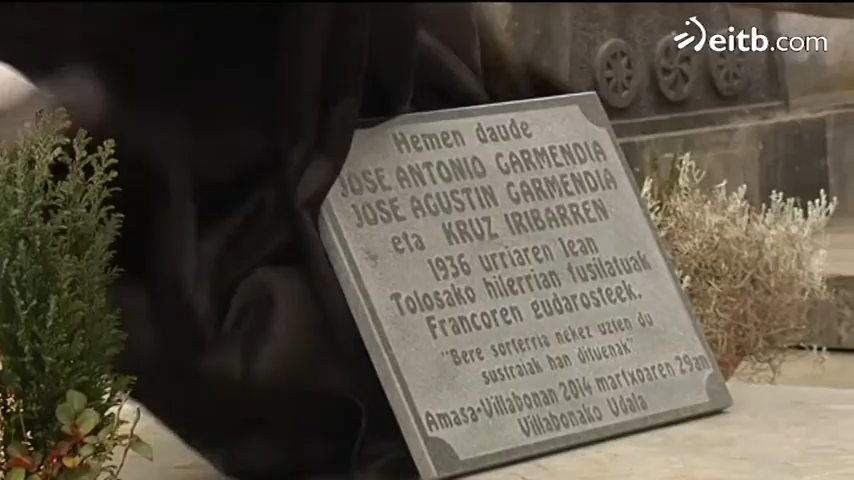 eitb.com
Hemen daude
JOSE ANTONIO GARMENDIA
JOSE AGUSTIN GARMENDIA
eta KRUZ IRIBARREN
1936 urriaren 1ean
Tolosako hilerrian fusilatuak
Francoren gudarosteek.
"Bere sorterria nekez uzten du
sustraiak han dituenak"
Amasa-Villabonan 2014 martxoaren 29an
Villabonako Udala